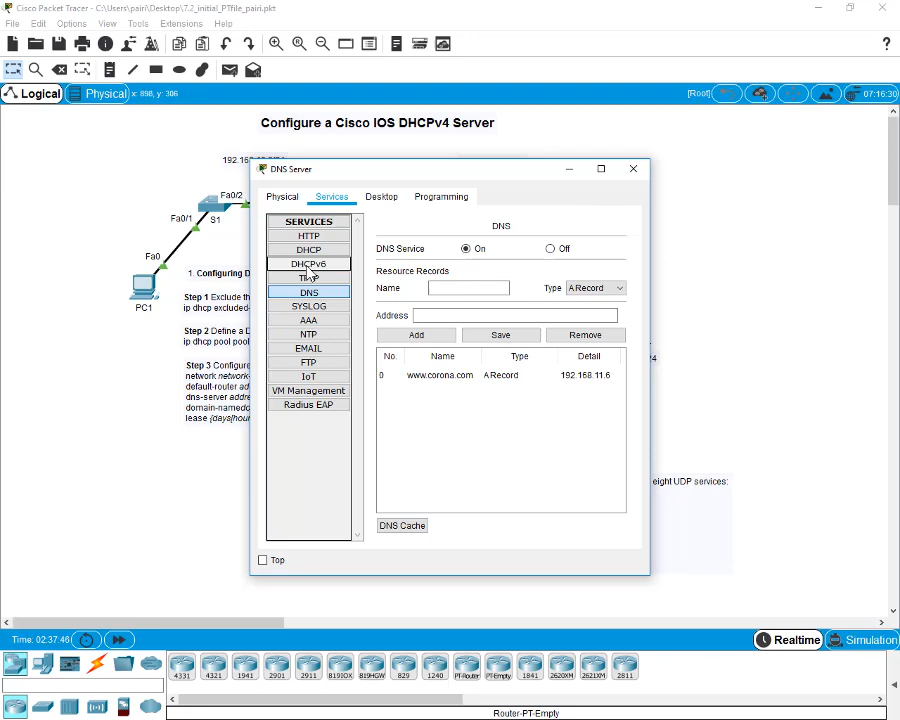 Cisco Packet Tracer - C:\Users\pairi\Desktop\7.2_initial_PTfile_pairi.pkt
File Edit Options View Tools Extensions Help
Logical Physical x: 898, y: 306 [Root] 07:16:30
Configure a Cisco IOS DHCPv4 Server
192.168
Fa0/2
Fa0/1
S1
Fa0
PC1
1. Configuring D
Step 1 Exclude th
ip dhcp excluded-
Step 2 Define a D
ip dhcp pool pool
Step 3 Configure
network network-
default-router ad
dns-server addre
domain-namedo
lease {days[hour
DNS Server
Physical Services Desktop Programming
SERVICES
HTTP
DHCP
DHCPv6
TFTP
DNS
SYSLOG
AAA
NTP
EMAIL
FTP
IoT
VM Management
Radius EAP
DNS
DNS Service On Off
Resource Records
Name Type A Record
Address
Add Save Remove
No. Name Type Detail
0 www.corona.com A Record 192.168.11.6
DNS Cache
Top
eight UDP services:
Time: 02:37:46 Realtime Simulation
4331 4321 1941 2901 2911 819IOX 819HGW 829 1240 PT-Router PT-Empty 1841 2620XM 2621XM 2811
Router-PT-Empty